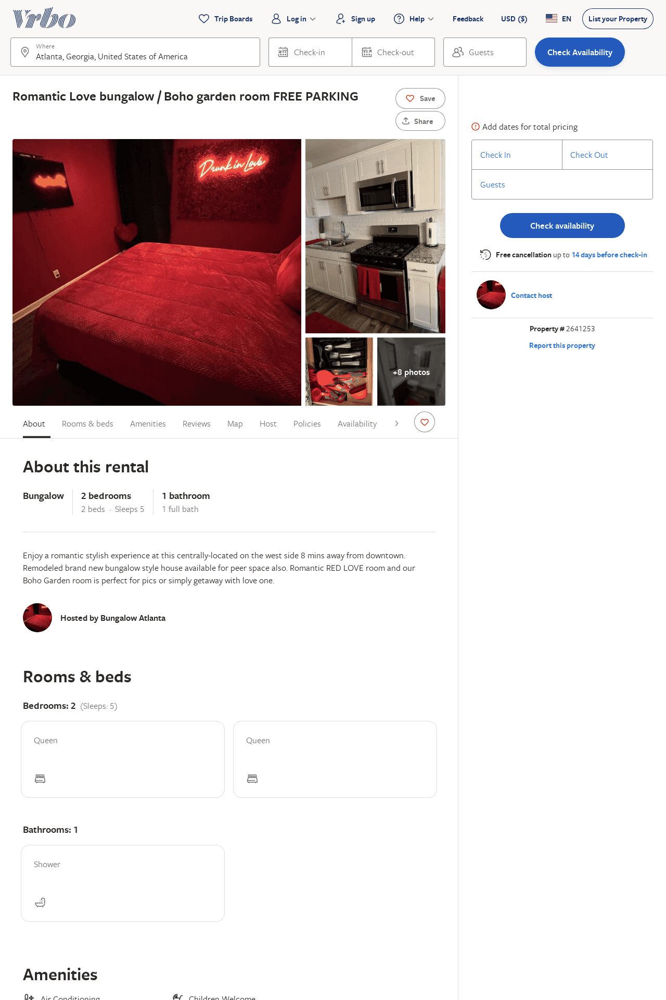 Vrbo
Trip Boards
Log in
Sign up
Help
Feedback
USD ($)
EN
List your Property
Where
Atlanta, Georgia, United States of America
Check-in
Check-out
Guests
Check Availability
Romantic Love bungalow / Boho garden room FREE PARKING
Save
Share
Drunk in Love
+8 photos
Add dates for total pricing
Check In
Check Out
Guests
Check availability
Free cancellation up to 14 days before check-in
Contact host
Property # 2641253
Report this property
About
Rooms & beds
Amenities
Reviews
Map
Host
Policies
Availability
About this rental
Bungalow
2 bedrooms
2 beds · Sleeps 5
1 bathroom
1 full bath
Enjoy a romantic stylish experience at this centrally-located on the west side 8 mins away from downtown.
Remodeled brand new bungalow style house available for peer space also. Romantic RED LOVE room and our
Boho Garden room is perfect for pics or simply getaway with love one.
Hosted by Bungalow Atlanta
Rooms & beds
Bedrooms: 2 (Sleeps: 5)
Queen
Queen
Bathrooms: 1
Shower
Amenities
Air Conditioning
Children Welcome